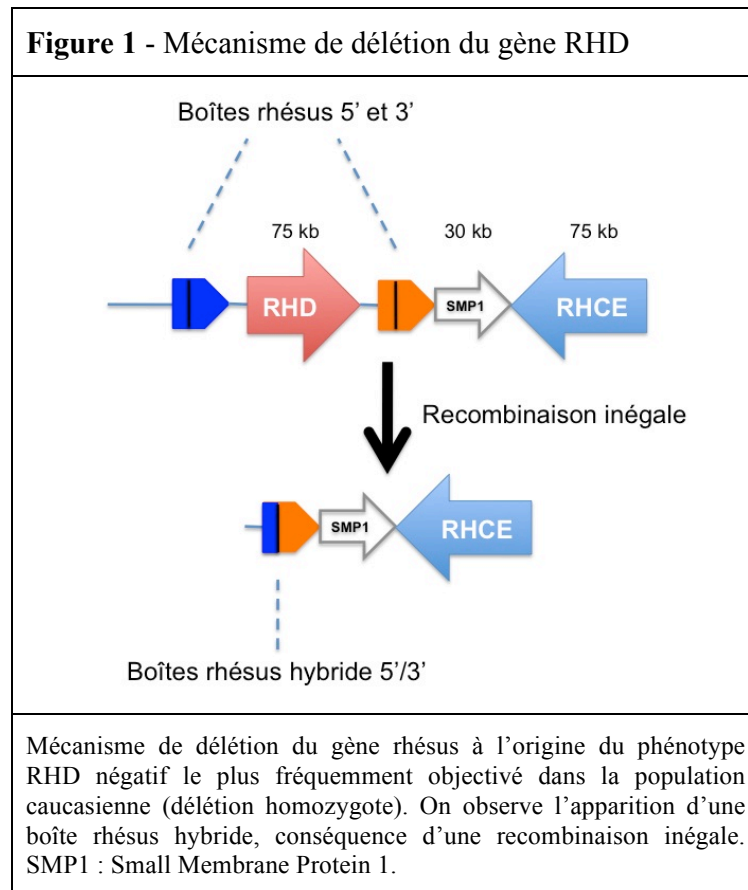 Figure 1 - Mécanisme de délétion du gène RHD
Boîtes rhésus 5' et 3'
75 kb 30 kb 75 kb
RHD SMP1 RHCE
Recombinaison inégale
SMP1 RHCE
Boîtes rhésus hybride 5'/3'
Mécanisme de délétion du gène rhésus à l'origine du phénotype
RHD négatif le plus fréquemment objectivé dans la population
caucasienne (délétion homozygote). On observe l'apparition d'une
boîte rhésus hybride, conséquence d'une recombinaison inégale.
SMP1 : Small Membrane Protein 1.